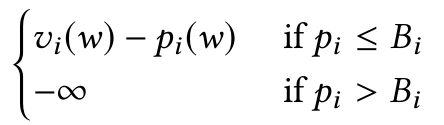 v_i(w) − p_i(w) if p_i ≤ B_i
−∞ if p_i > B_i